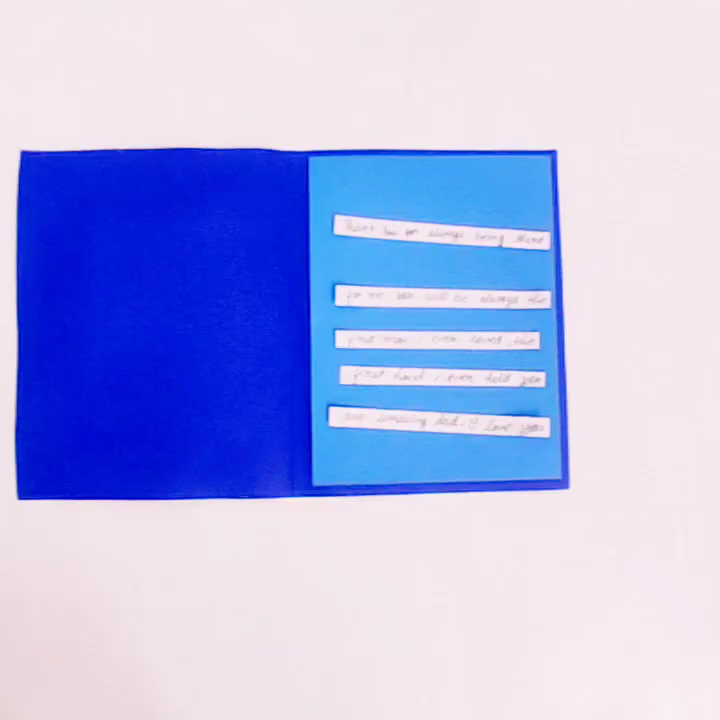 Thank you for always being there
for me. You will be always the
first man i ever loved, the
first hand i ever held. You
are amazing dad. I love you